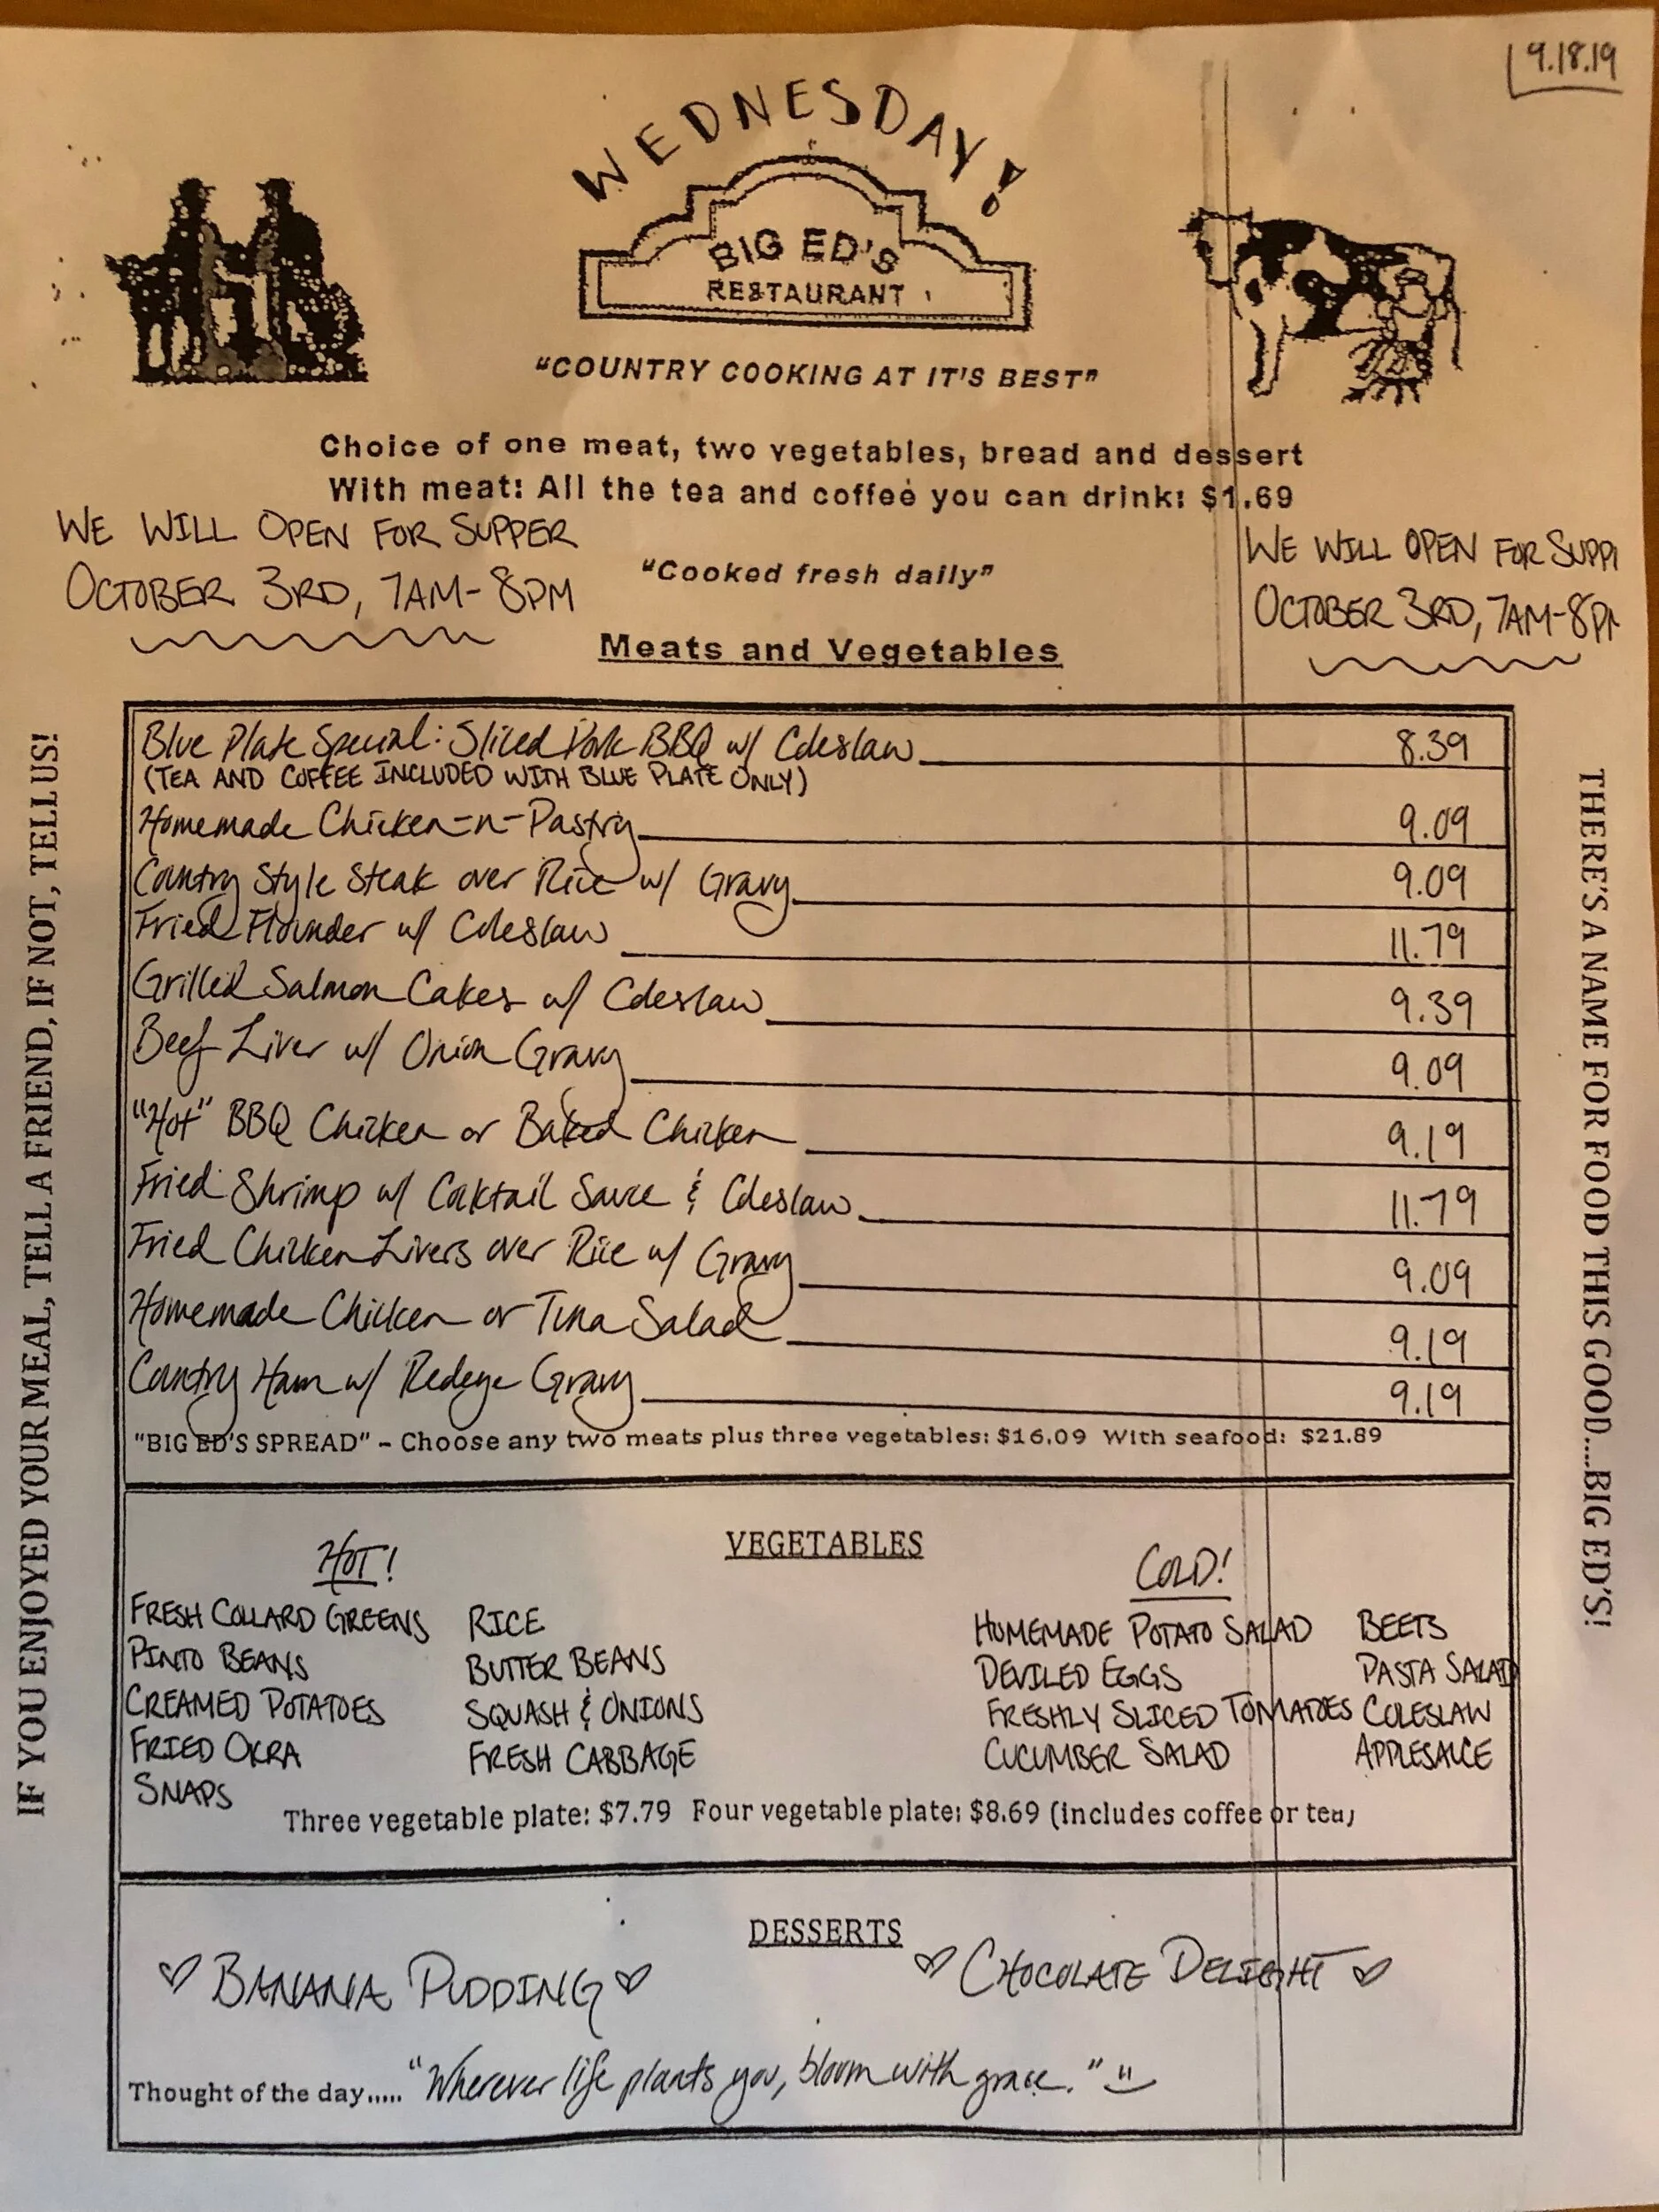 9.18.19
WEDNESDAY!
BIG ED'S
RESTAURANT
"COUNTRY COOKING AT IT'S BEST"
Choice of one meat, two vegetables, bread and dessert
With meat: All the tea and coffee you can drink: $1.69
WE WILL OPEN FOR SUPPER
OCTOBER 3RD, 7AM-8PM
"Cooked fresh daily"
WE WILL OPEN FOR SUPP
OCTOBER 3RD, 7AM-8P
Meats and Vegetables
Blue Plate Special: Sliced Pork BBQ w/ Coleslaw 8.39
(TEA AND COFFEE INCLUDED WITH BLUE PLATE ONLY)
Homemade Chicken-n-Pastry 9.09
Country Style Steak over Rice w/ Gravy 9.09
Fried Flounder w/ Coleslaw 11.79
Grilled Salmon Cakes w/ Coleslaw 9.39
Beef Liver w/ Onion Gravy 9.09
"Hot" BBQ Chicken or Baked Chicken 9.19
Fried Shrimp w/ Cocktail Sauce & Coleslaw 11.79
Fried Chicken Livers over Rice w/ Gravy 9.09
Homemade Chicken or Tuna Salad 9.19
Country Ham w/ Redeye Gravy 9.19
"BIG ED'S SPREAD" – Choose any two meats plus three vegetables: $16.09 With seafood: $21.89
VEGETABLES
HOT! COLD!
FRESH COLLARD GREENS RICE HOMEMADE POTATO SALAD BEETS
PINTO BEANS BUTTER BEANS DEVILED EGGS PASTA SALAD
CREAMED POTATOES SQUASH & ONIONS FRESHLY SLICED TOMATOES COLESLAW
FRIED OKRA FRESH CABBAGE CUCUMBER SALAD APPLESAUCE
SNAPS
Three vegetable plate: $7.79 Four vegetable plate: $8.69 (includes coffee or tea)
DESSERTS
♡ BANANA PUDDING ♡ ♡ CHOCOLATE DELIGHT ♡
Thought of the day..... "Wherever life plants you, bloom with grace."
IF YOU ENJOYED YOUR MEAL, TELL A FRIEND, IF NOT, TELL US!
THERE'S A NAME FOR FOOD THIS GOOD....BIG ED'S!